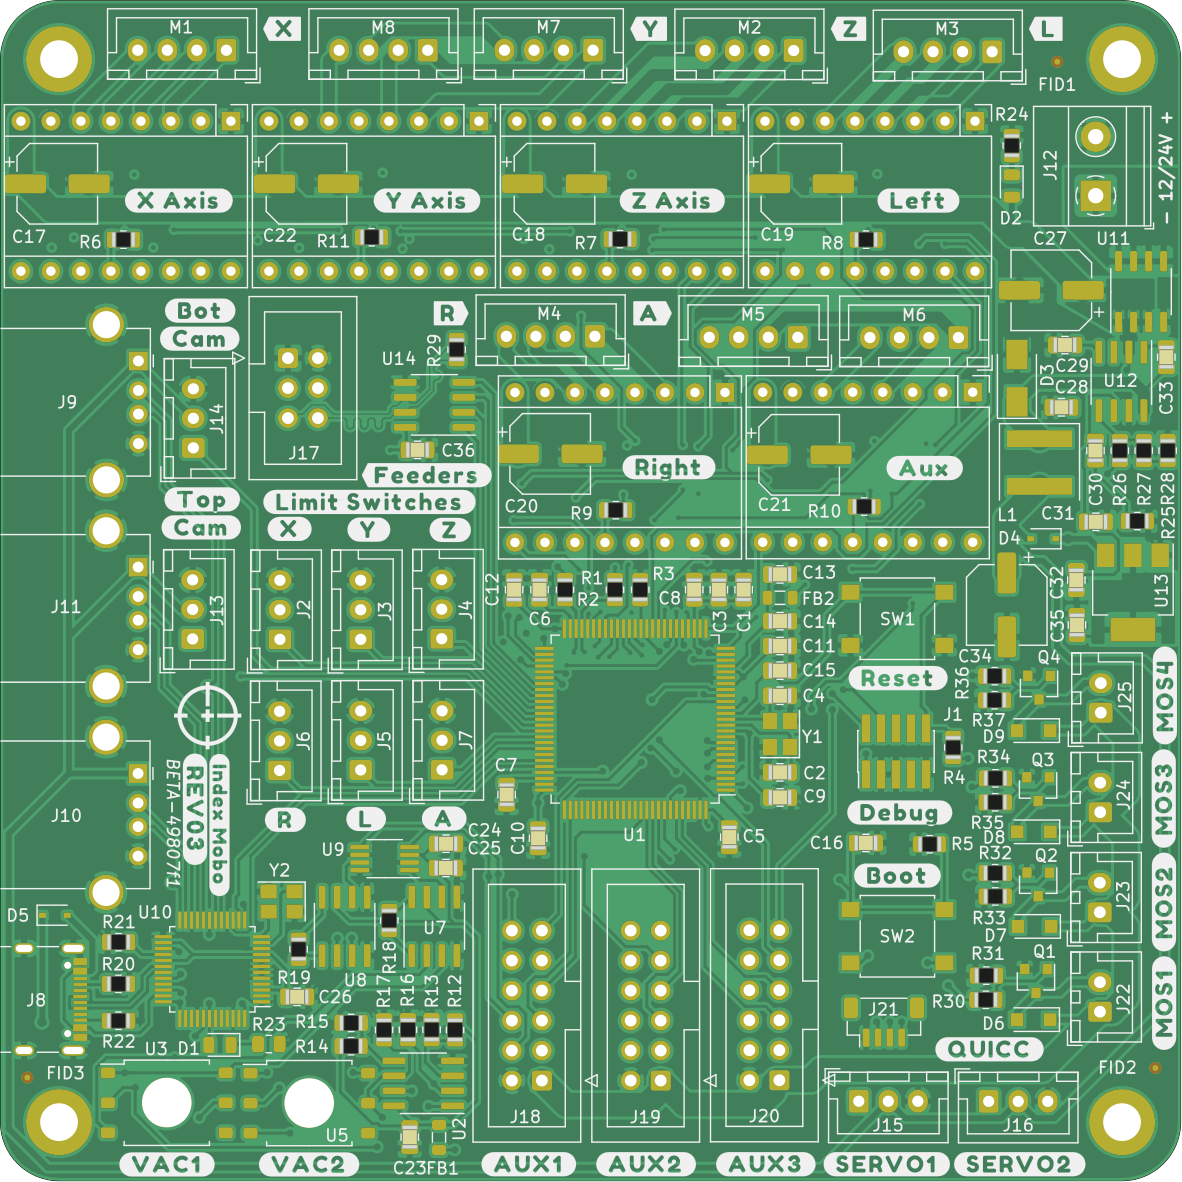 M1
X
M8
M7
Y
M2
Z
M3
L
FID1
R24
J12
- 12/24V +
D2
X Axis
Y Axis
Z Axis
Left
C17
R6
C22
R11
C18
R7
C19
R8
C27
U11
Bot
Cam
R
M4
A
M5
M6
J9
J14
J17
U14
R29
C36
Feeders
C29
D3
C28
U12
C33
Right
Aux
C20
R9
C21
R10
L1
C30
R26
R27
R28
R25
C31
D4
Top
Cam
Limit Switches
X
Y
Z
J11
J13
J2
J3
J4
C12
C6
R1
R2
R3
C8
C3
C1
C13
FB2
C14
C11
C15
C4
Y1
C2
C9
SW1
Reset
C32
C35
U13
C34
R36
Q4
R37
D9
J25
MOS4
J6
J5
J7
C7
C10
U1
C5
J1
R4
Debug
R34
Q3
R35
D8
J24
MOS3
J10
BETA-49807f1
REV03
Index Mobo
R
L
A
U9
C24
C25
C16
R5
Boot
R32
Q2
R33
D7
J23
MOS2
D5
R21
U10
Y2
R20
R19
C26
U8
R18
U7
SW2
R31
Q1
R30
D6
J22
MOS1
J8
R22
U3
D1
R23
R15
R14
R17
R16
R13
R12
J21
QUICC
FID3
FID2
U5
C23
FB1
U2
J18
J19
J20
J15
J16
VAC1
VAC2
AUX1
AUX2
AUX3
SERVO1
SERVO2